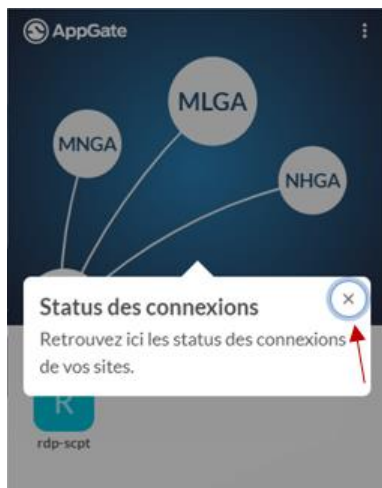 AppGate
MLGA
MNGA
NHGA
Status des connexions
Retrouvez ici les status des connexions
de vos sites.
R
rdp-scpt